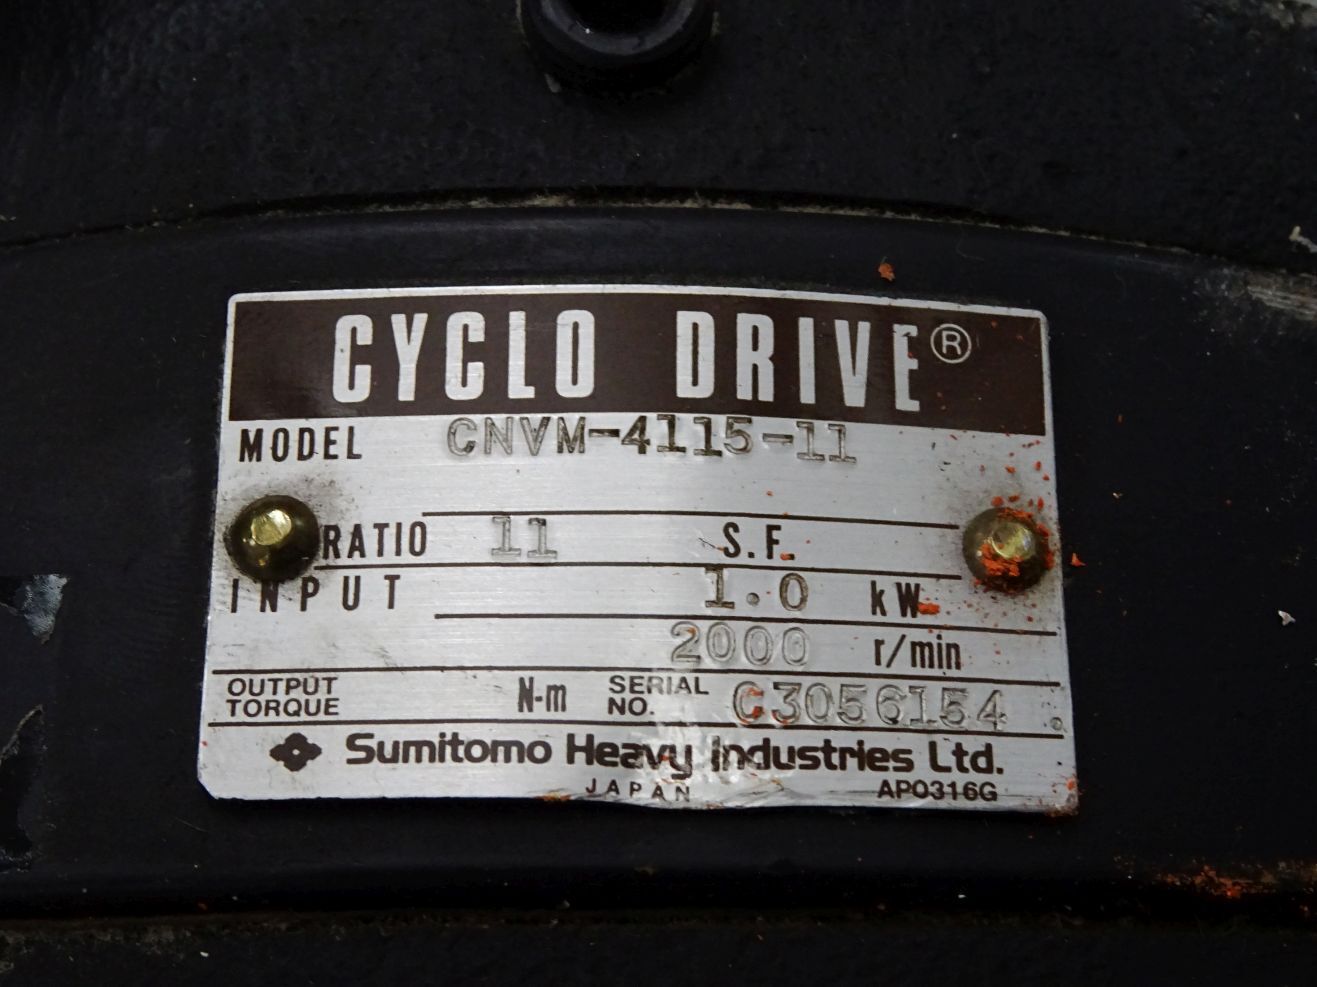 CYCLO DRIVE®
MODEL CNVM-4115-11
RATIO 11 S.F.
INPUT 1.0 kW
2000 r/min
OUTPUT TORQUE N-m SERIAL NO. C3056154
Sumitomo Heavy Industries Ltd.
JAPAN AP0316G